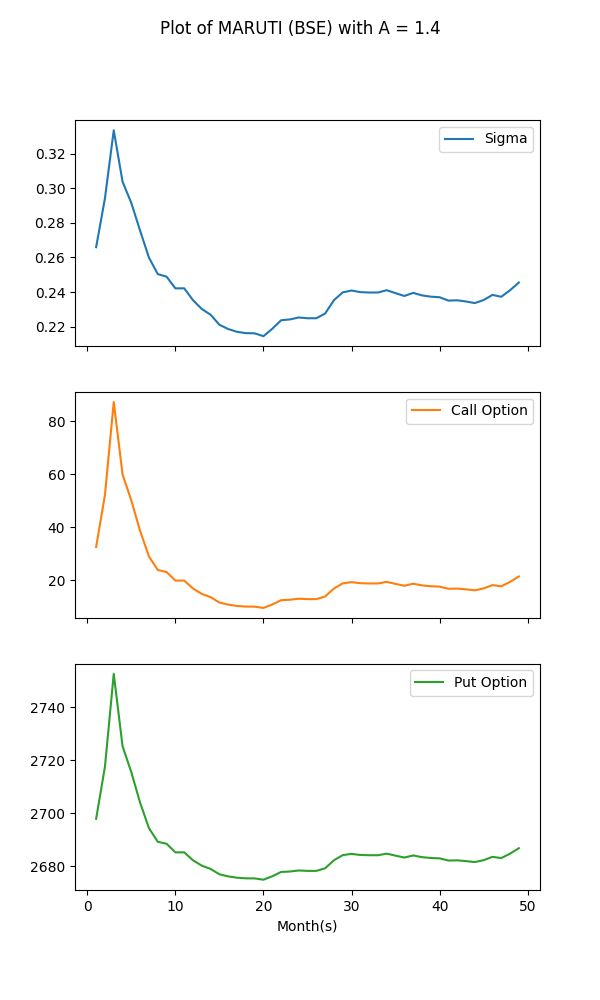 Plot of MARUTI (BSE) with A = 1.4
Sigma
0.32
0.30
0.28
0.26
0.24
0.22
Call Option
80
60
40
20
Put Option
2740
2720
2700
2680
0 10 20 30 40 50
Month(s)